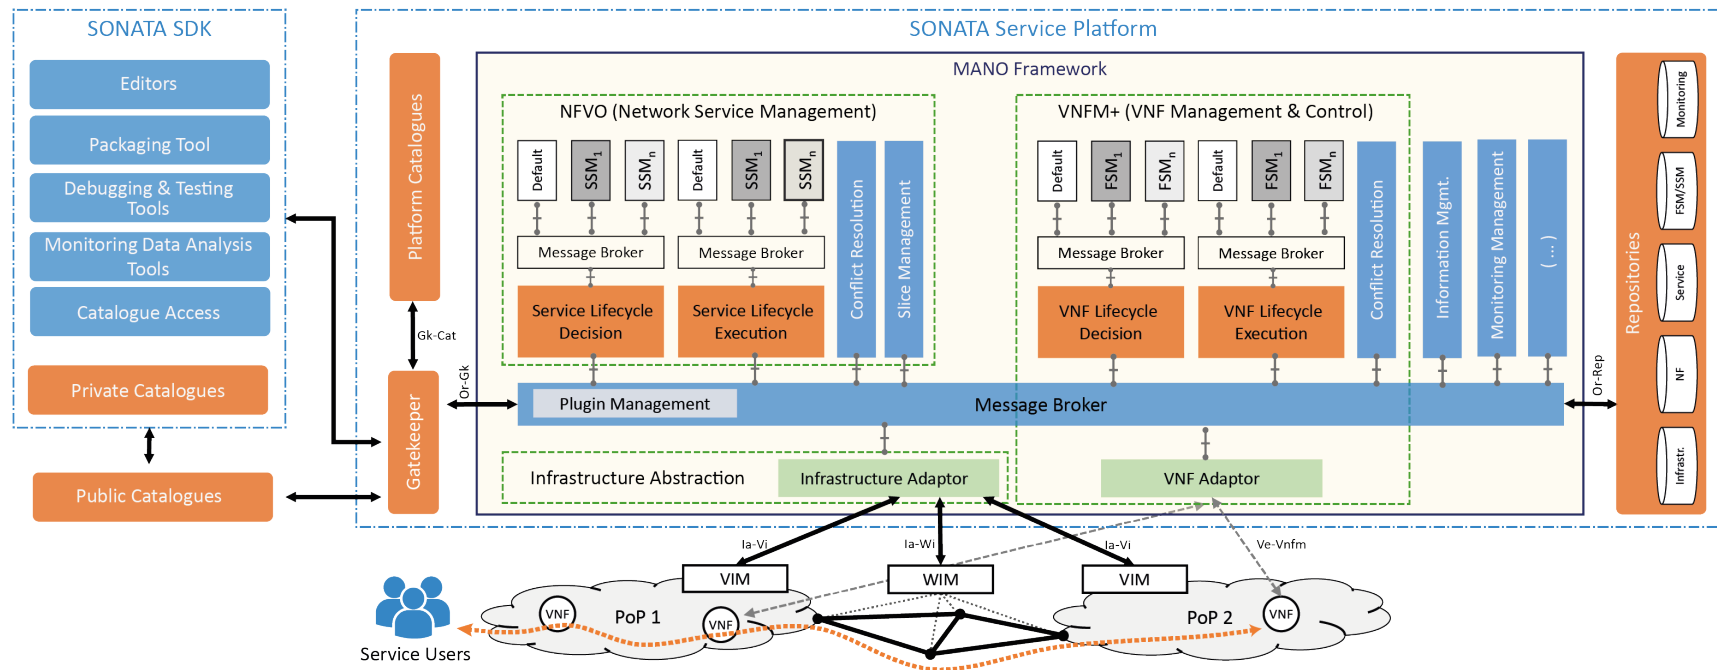 SONATA SDK
Editors
Packaging Tool
Debugging & Testing
Tools
Monitoring Data Analysis
Tools
Catalogue Access
Private Catalogues
Public Catalogues
SONATA Service Platform
Platform Catalogues
Gk-Cat
Gatekeeper
Or-Gk
MANO Framework
NFVO (Network Service Management)
Default
SSM1
SSMn
Default
SSM1
SSMn
Message Broker
Message Broker
Service Lifecycle
Decision
Service Lifecycle
Execution
Conflict Resolution
Slice Management
VNFM+ (VNF Management & Control)
Default
FSM1
FSMn
Default
FSM1
FSMn
Message Broker
Message Broker
VNF Lifecycle
Decision
VNF Lifecycle
Execution
Conflict Resolution
Information Mgmt.
Monitoring Management
(...)
Plugin Management
Message Broker
Infrastructure Abstraction
Infrastructure Adaptor
VNF Adaptor
Or-Rep
Repositories
Monitoring
FSM/SSM
Service
NF
Infrastr.
Ia-Vi
Ia-Wi
Ia-Vi
Ve-Vnfm
VIM
WIM
VIM
VNF
PoP 1
VNF
PoP 2
VNF
Service Users